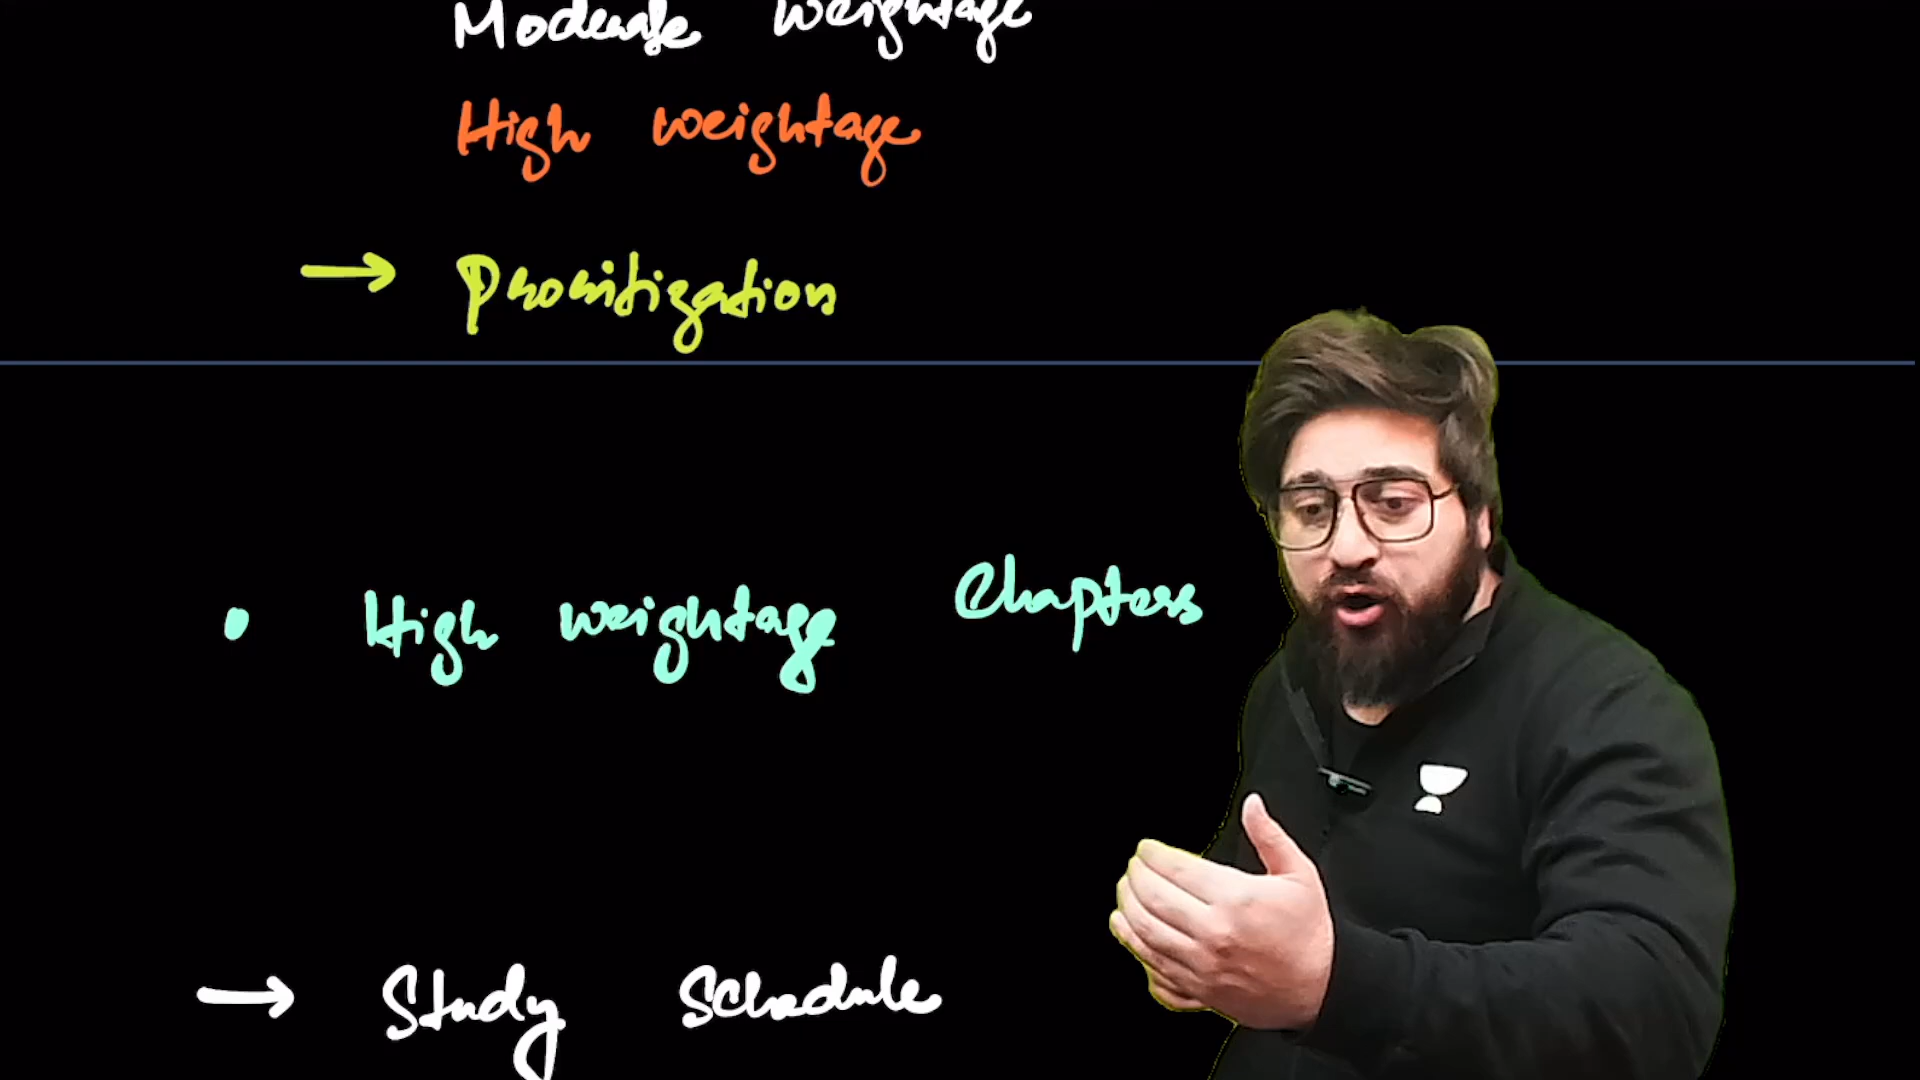 Moderate Weightage
High weightage
→ Prioritization
• High weightage Chapters
→ Study Schedule